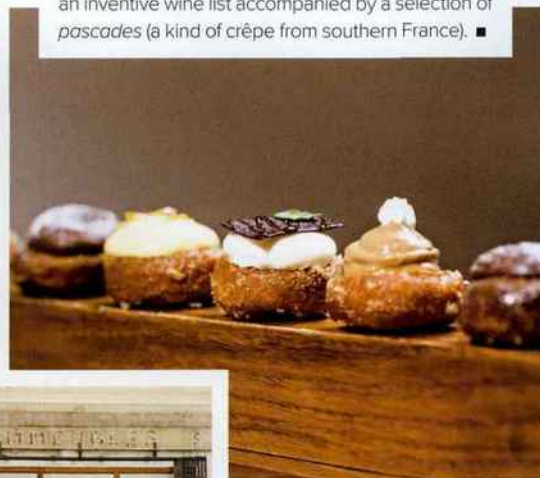 an inventive wine list accompanied by a selection of
pascades (a kind of crêpe from southern France). ■